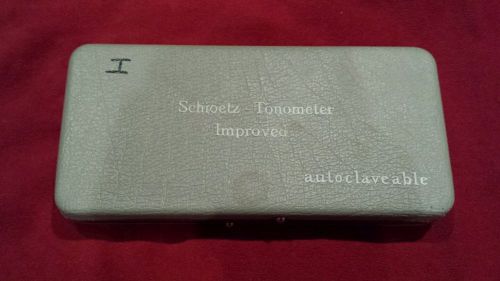 H
Schioetz - Tonometer
Improved
autoclaveable